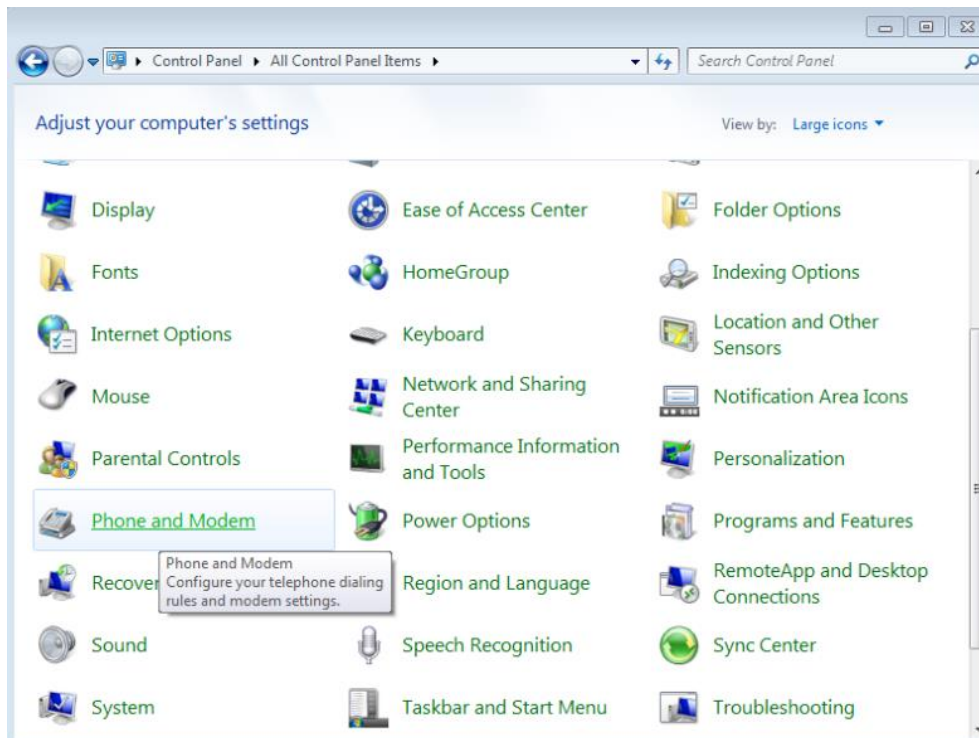 Control Panel All Control Panel Items
Search Control Panel
Adjust your computer's settings
View by: Large icons
Display
Ease of Access Center
Folder Options
Fonts
HomeGroup
Indexing Options
Internet Options
Keyboard
Location and Other
Sensors
Mouse
Network and Sharing
Center
Notification Area Icons
Parental Controls
Performance Information
and Tools
Personalization
Phone and Modem
Power Options
Programs and Features
Phone and Modem
Configure your telephone dialing
rules and modem settings.
Recover
Region and Language
RemoteApp and Desktop
Connections
Sound
Speech Recognition
Sync Center
System
Taskbar and Start Menu
Troubleshooting